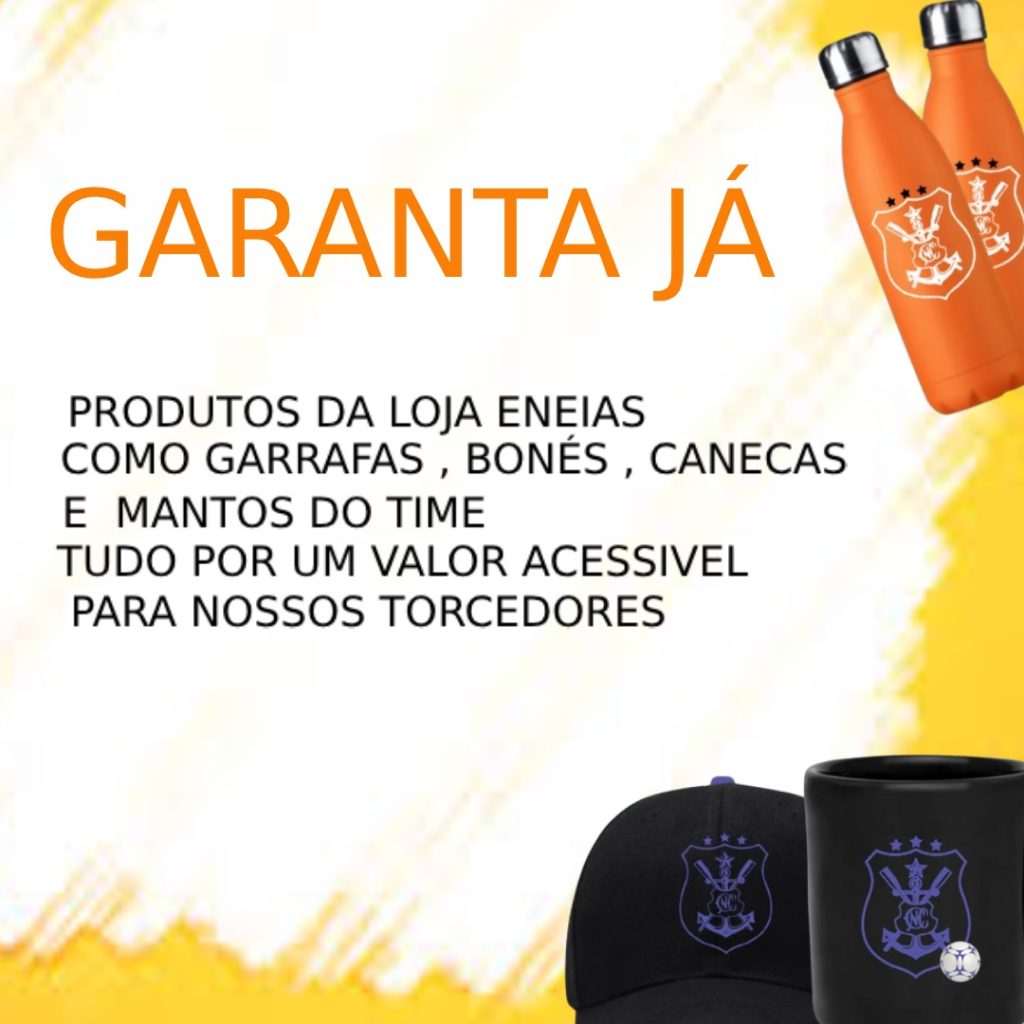 GARANTA JÁ
PRODUTOS DA LOJA ENEIAS
COMO GARRAFAS , BONÉS , CANECAS
E MANTOS DO TIME
TUDO POR UM VALOR ACESSIVEL
PARA NOSSOS TORCEDORES